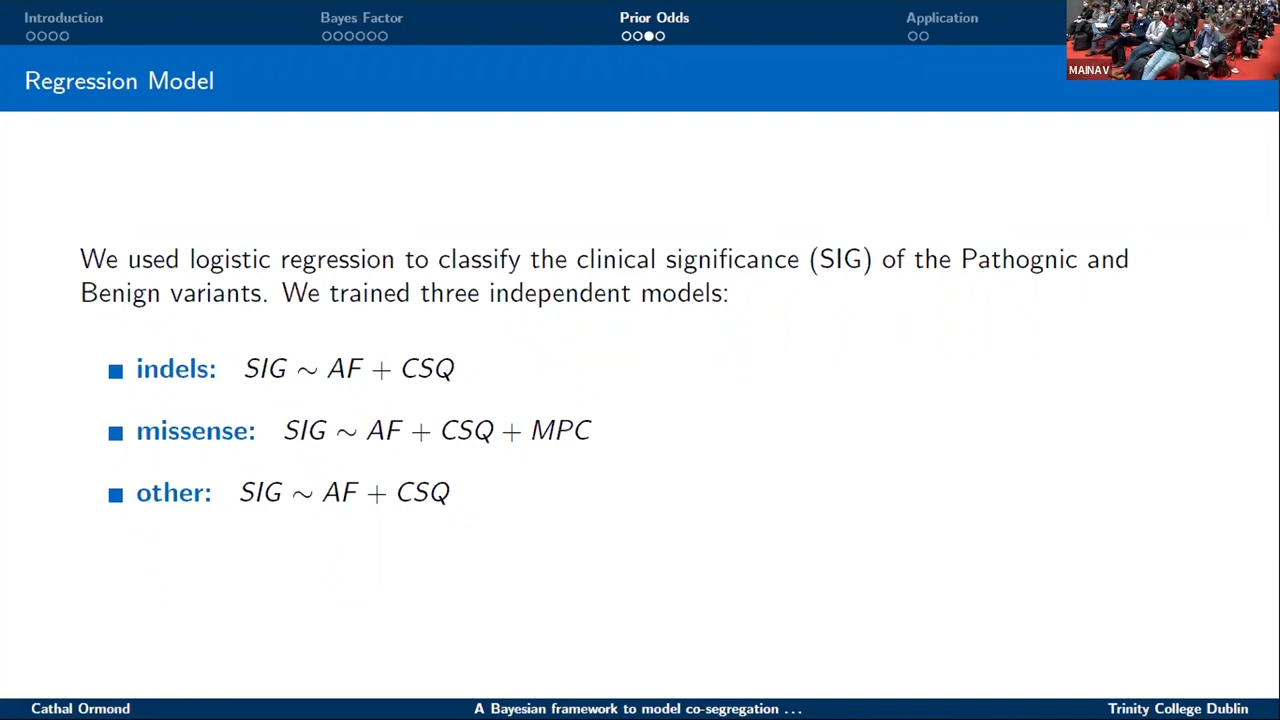 Introduction
Bayes Factor
Prior Odds
Application
MAINAV
Regression Model
We used logistic regression to classify the clinical significance (SIG) of the Pathognic and
Benign variants. We trained three independent models:
indels: SIG ∼ AF + CSQ
missense: SIG ∼ AF + CSQ + MPC
other: SIG ∼ AF + CSQ
Cathal Ormond
A Bayesian framework to model co-segregation ...
Trinity College Dublin